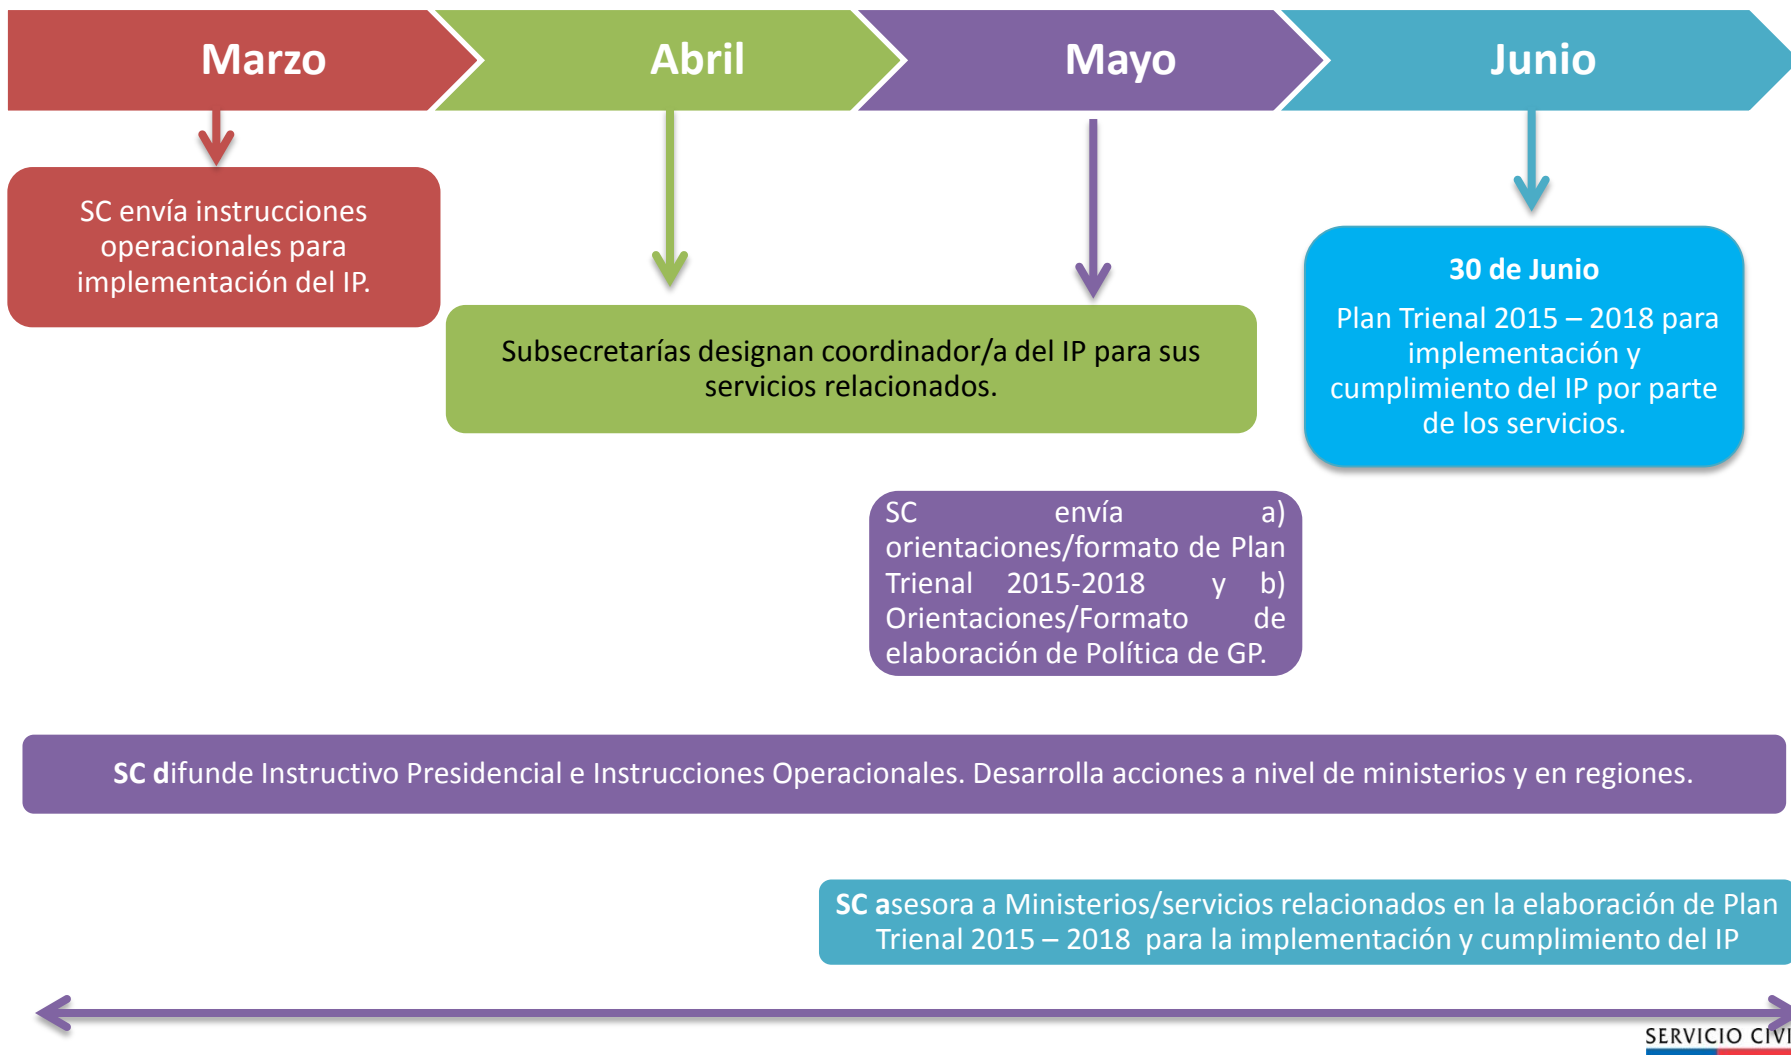 Marzo
Abril
Mayo
Junio
SC envía instrucciones
operacionales para
implementación del IP.
Subsecretarías designan coordinador/a del IP para sus
servicios relacionados.
30 de Junio
Plan Trienal 2015 – 2018 para
implementación y
cumplimiento del IP por parte
de los servicios.
SC envía a)
orientaciones/formato de Plan
Trienal 2015-2018 y b)
Orientaciones/Formato de
elaboración de Política de GP.
SC difunde Instructivo Presidencial e Instrucciones Operacionales. Desarrolla acciones a nivel de ministerios y en regiones.
SC asesora a Ministerios/servicios relacionados en la elaboración de Plan
Trienal 2015 – 2018 para la implementación y cumplimiento del IP
SERVICIO CIVI